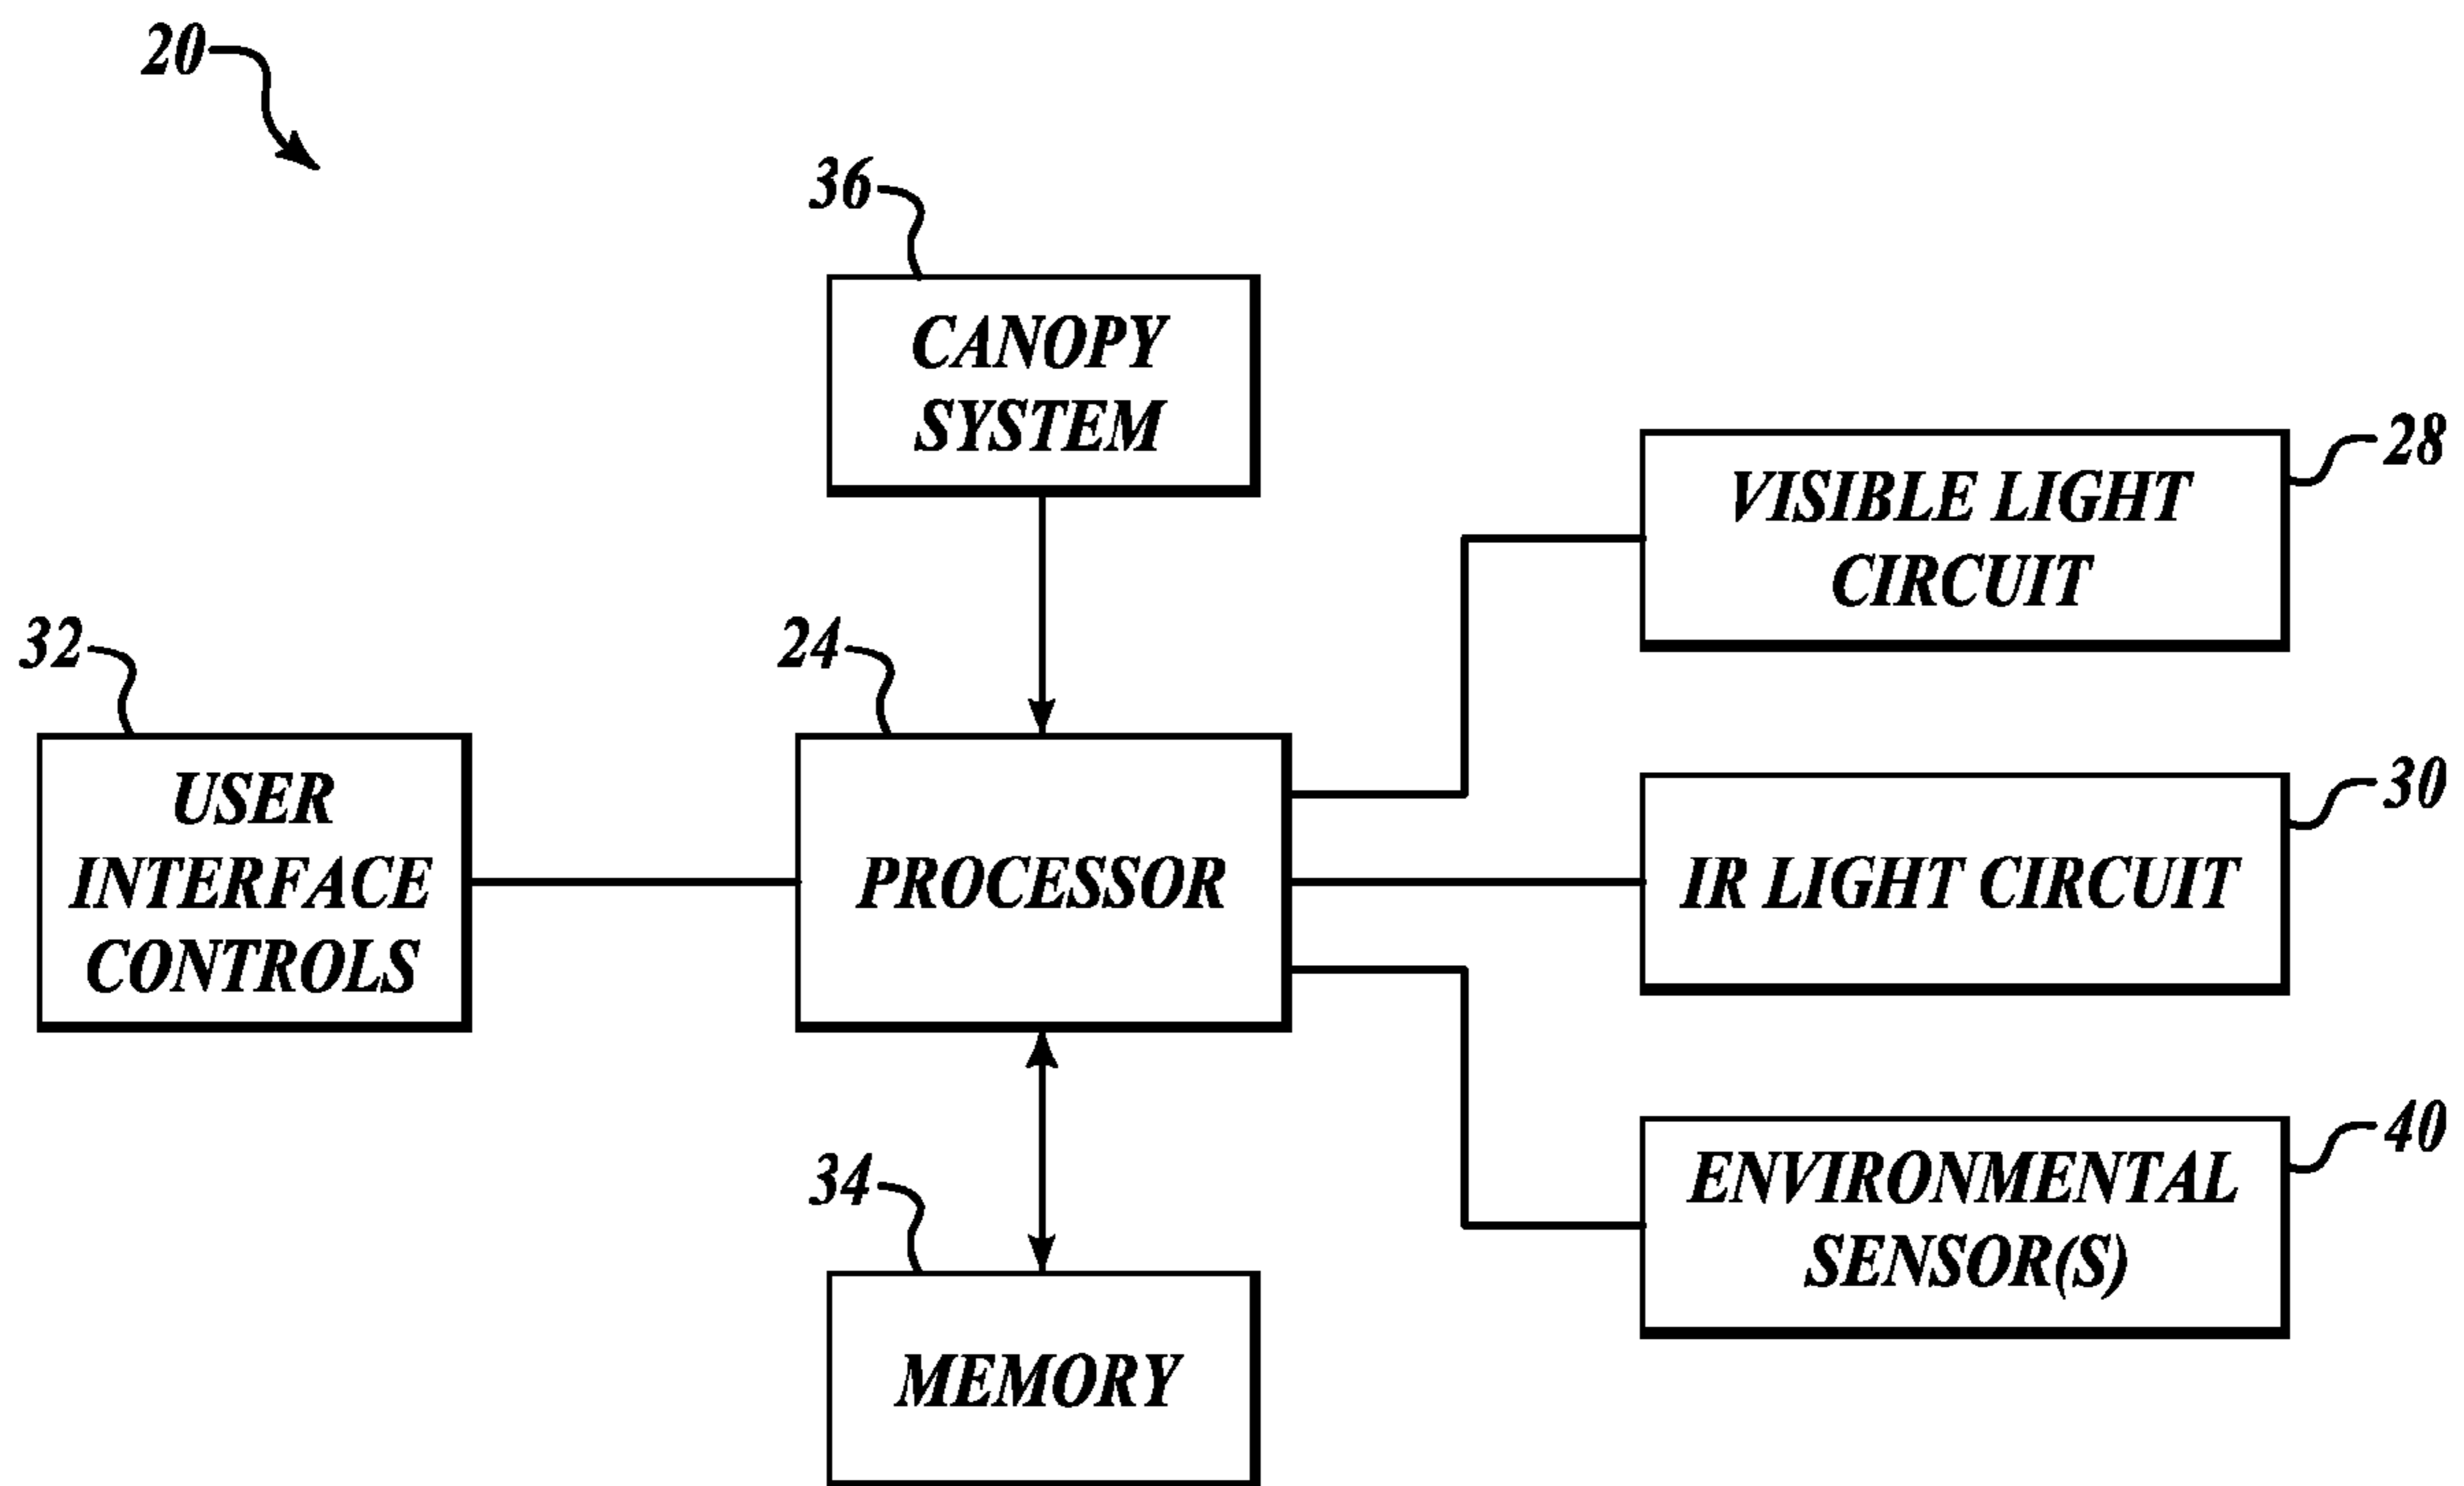 20
36
CANOPY
SYSTEM
28
VISIBLE LIGHT
CIRCUIT
32
USER
INTERFACE
CONTROLS
24
PROCESSOR
30
IR LIGHT CIRCUIT
34
MEMORY
40
ENVIRONMENTAL
SENSOR(S)